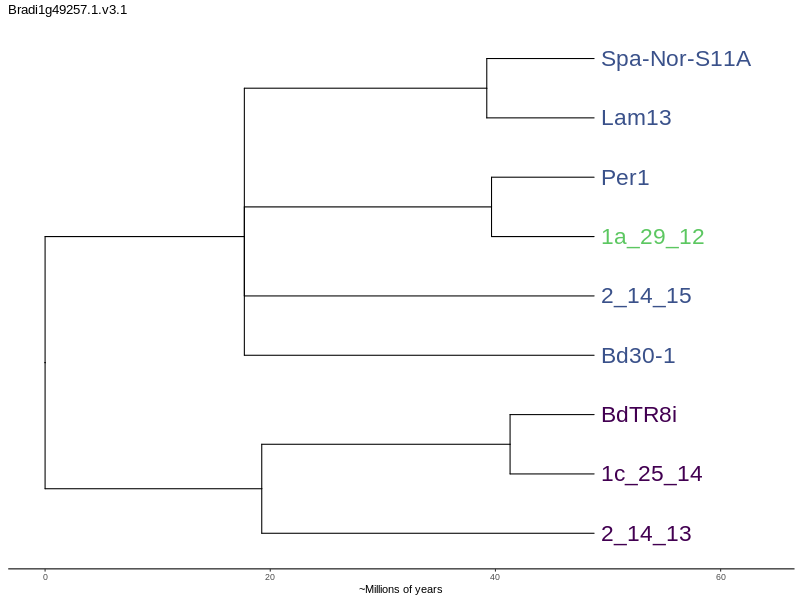 Bradi1g49257.1.v3.1
Spa-Nor-S11A
Lam13
Per1
1a_29_12
2_14_15
Bd30-1
BdTR8i
1c_25_14
2_14_13
0 20 40 60
~Millions of years